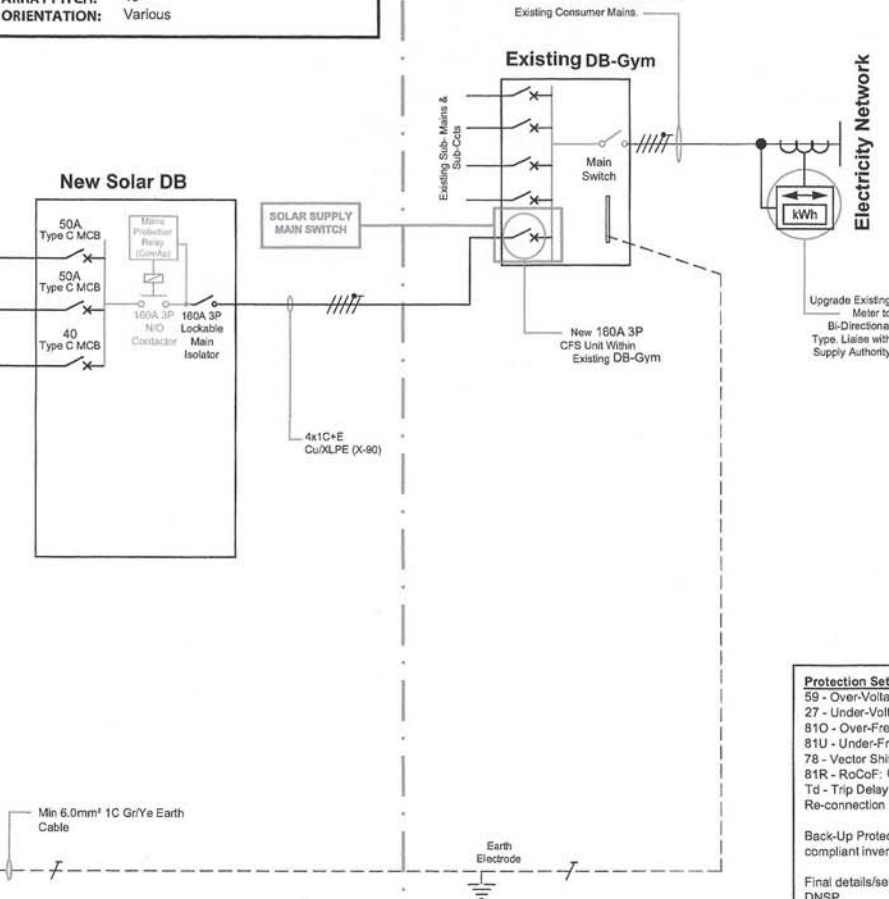 ORIENTATION: Various
Existing Consumer Mains.
Existing DB-Gym
Existing Sub- Mains &
Sub-Ccts
Main
Switch
Electricity Network
kWh
New Solar DB
50A
Type C MCB
Mains
Protection
Relay
(ComAp)
50A
Type C MCB
160A 3P
N/O
Contactor
160A 3P
Lockable
Main
Isolator
40
Type C MCB
SOLAR SUPPLY
MAIN SWITCH
New 160A 3P
CFS Unit Within
Existing DB-Gym
Upgrade Existing
Meter to
Bi-Directional
Type. Liaise with
Supply Authority
4x1C+E
Cu/XLPE (X-90)
Min 6.0mm² 1C Gr/Ye Earth
Cable
Earth
Electrode
Protection Set
59 - Over-Volta
27 - Under-Volt
81O - Over-Fre
81U - Under-Fr
78 - Vector Shi
81R - RoCoF:
Td - Trip Delay
Re-connection
Back-Up Protec
compliant inver
Final details/se
DNSP